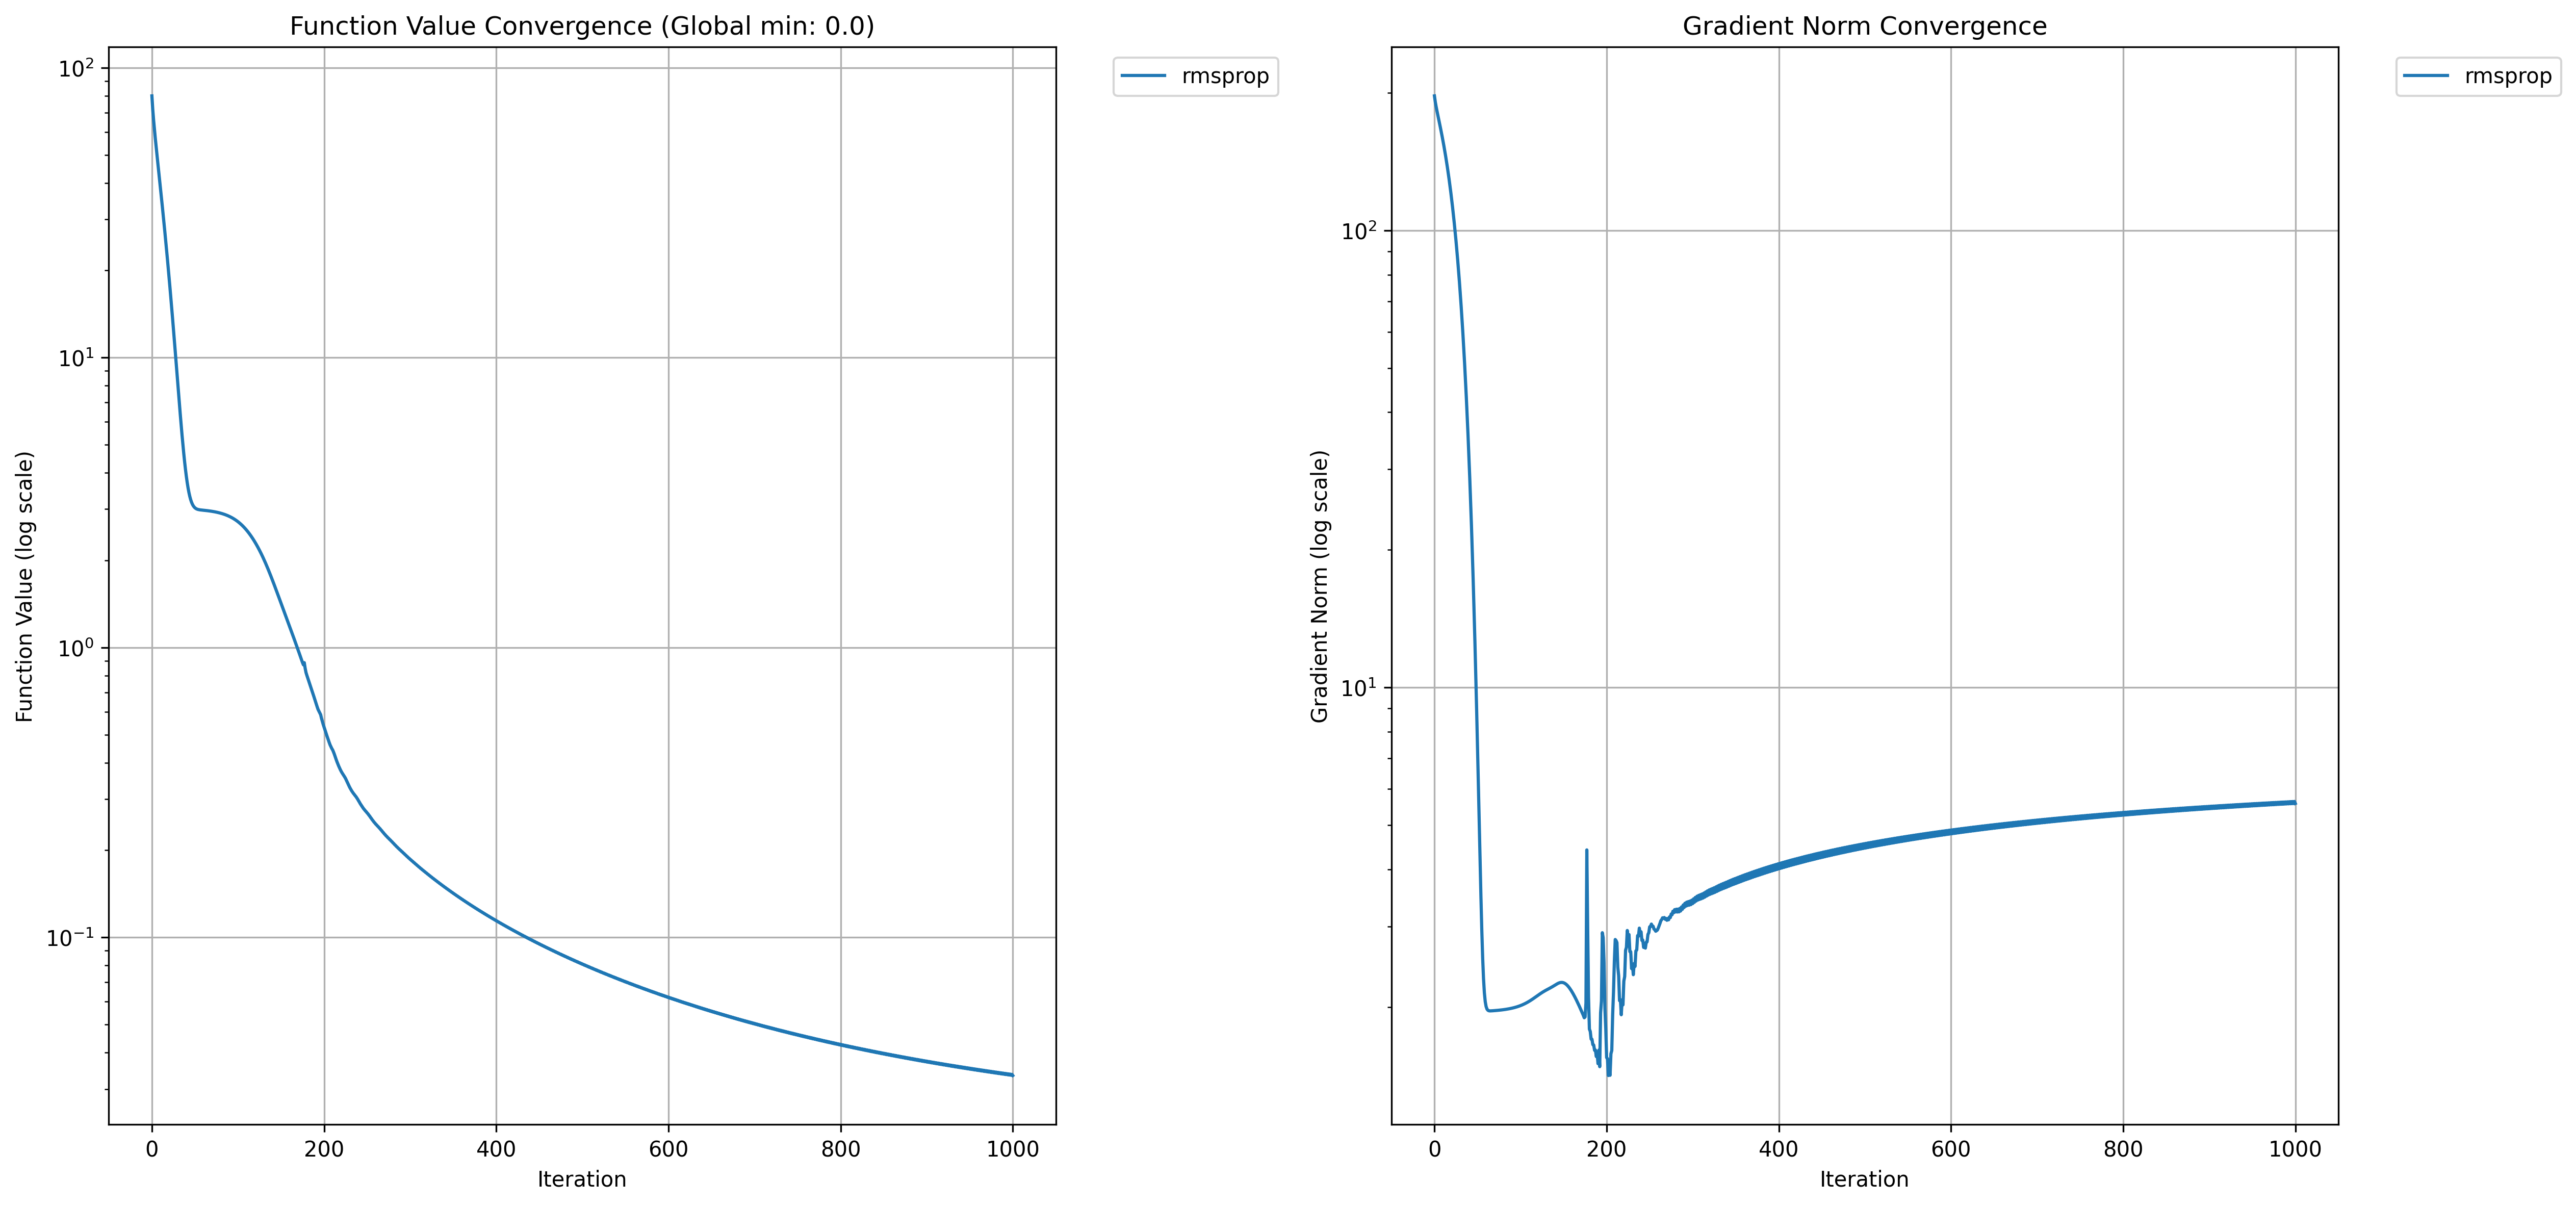 Function Value Convergence (Global min: 0.0)
Function Value (log scale)
10²
10¹
10⁰
10⁻¹
0 200 400 600 800 1000
Iteration
rmsprop
Gradient Norm Convergence
Gradient Norm (log scale)
10²
10¹
0 200 400 600 800 1000
Iteration
rmsprop